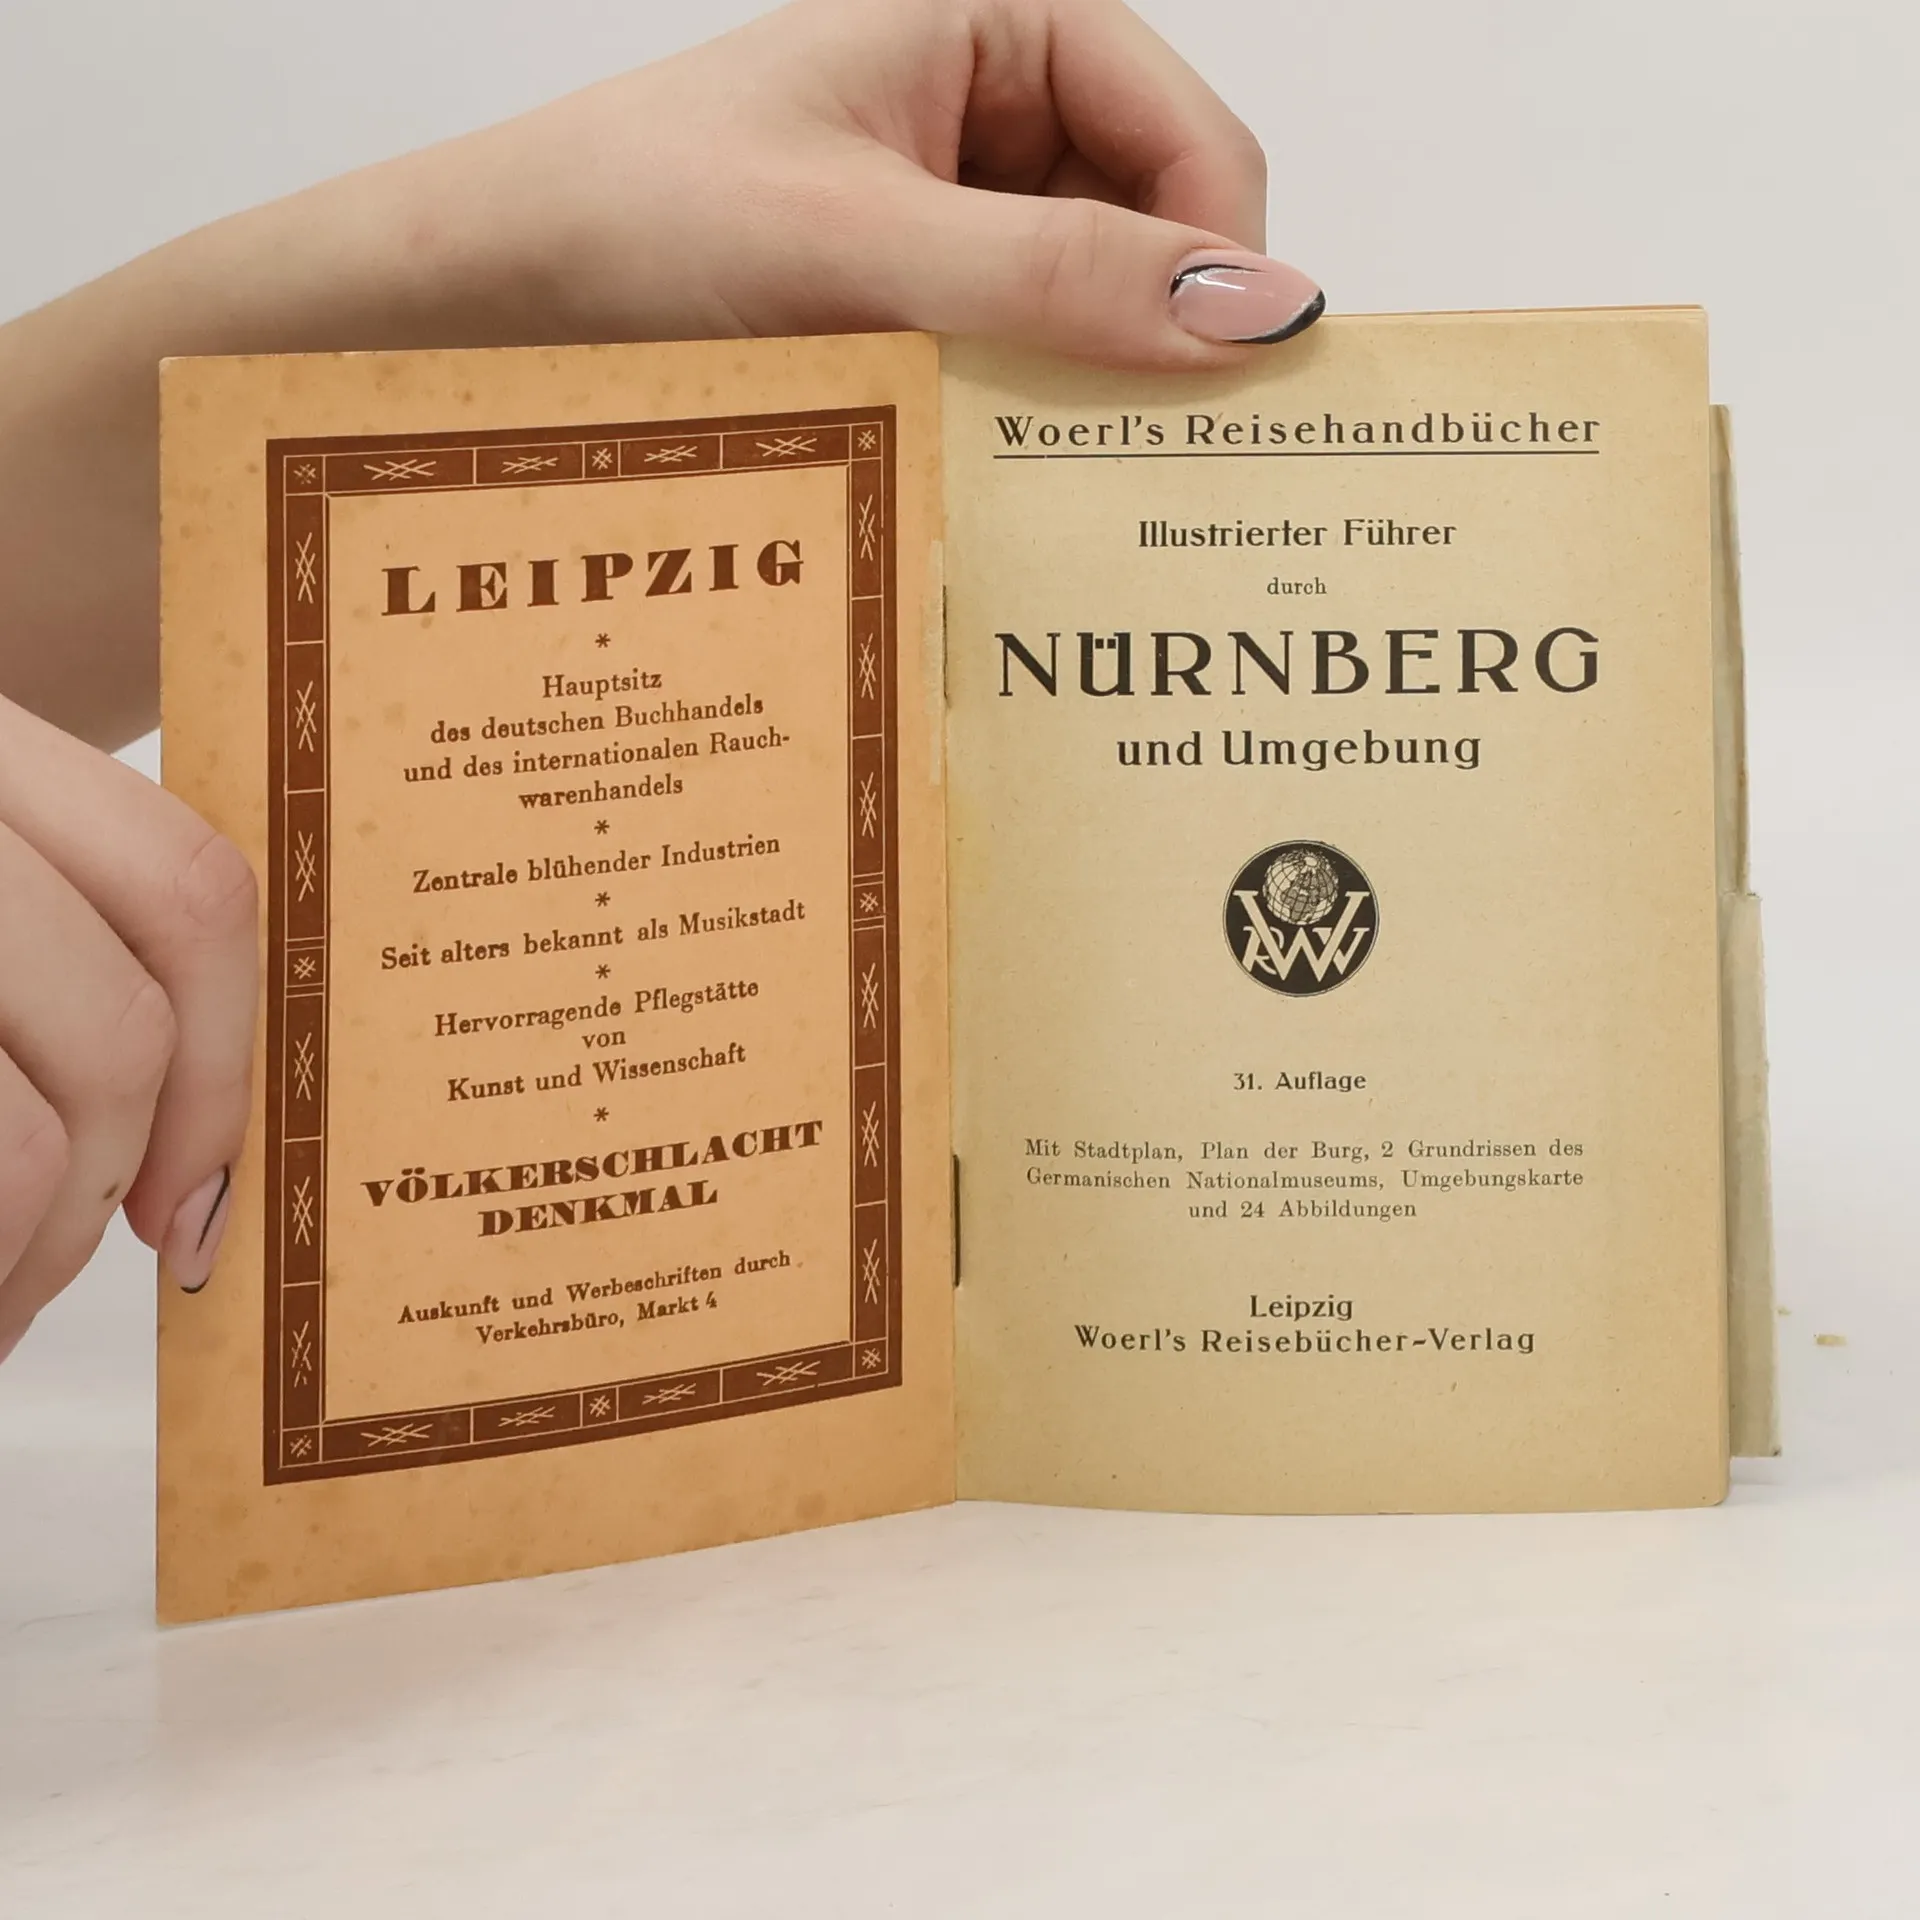 LEIPZIG
*
Hauptsitz
des deutschen Buchhandels
und des internationalen Rauch-
warenhandels
*
Zentrale blühender Industrien
*
Seit alters bekannt als Musikstadt
*
Hervorragende Pflegstätte
von
Kunst und Wissenschaft
*
VÖLKERSCHLACHT
DENKMAL
Auskunft und Werbeschriften durch
Verkehrsbüro, Markt 4
Woerl's Reisehandbücher
Illustrierter Führer
durch
NÜRNBERG
und Umgebung
WRV
31. Auflage
Mit Stadtplan, Plan der Burg, 2 Grundrissen des
Germanischen Nationalmuseums, Umgebungskarte
und 24 Abbildungen
Leipzig
Woerl's Reisebücher-Verlag